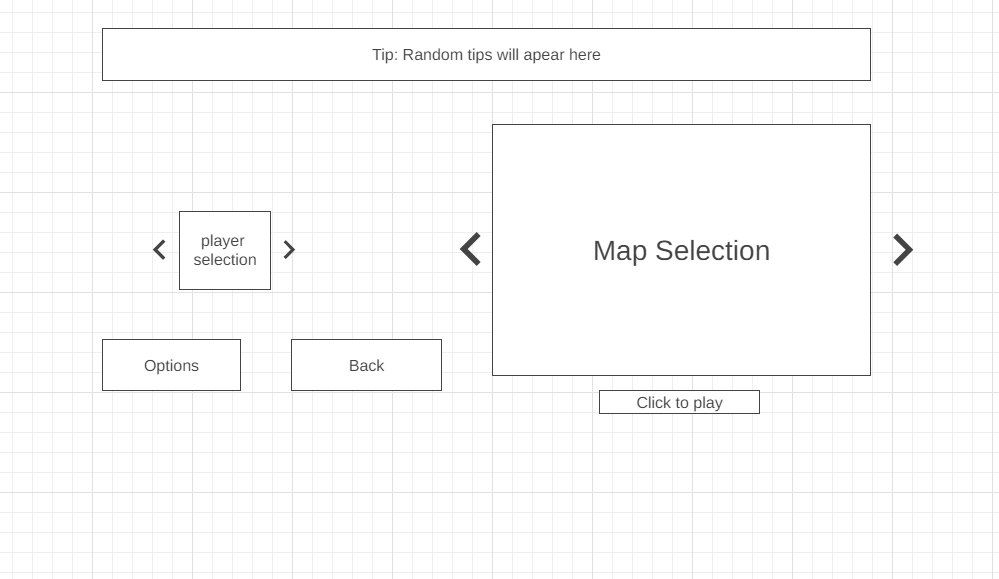 Tip: Random tips will apear here
player
selection
Map Selection
Options
Back
Click to play